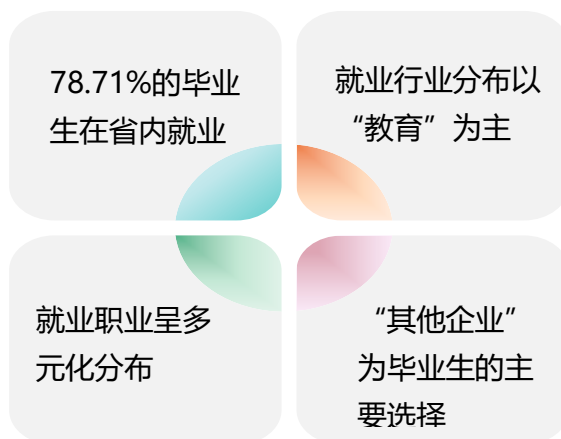 78.71%的毕业
生在省内就业
就业行业分布以
“教育”为主
就业职业呈多
元化分布
“其他企业”
为毕业生的主
要选择